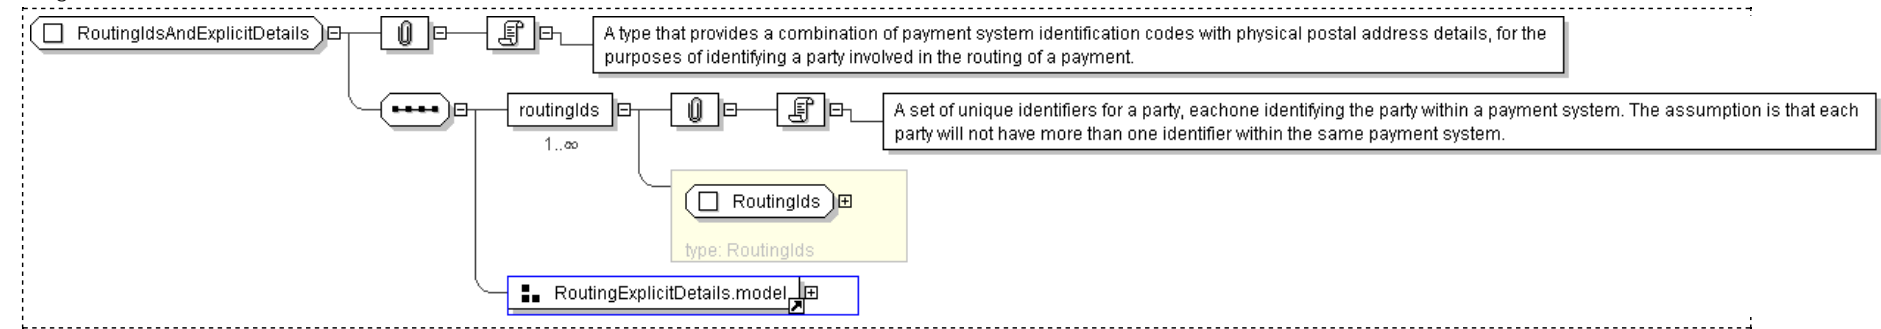 RoutingIdsAndExplicitDetails
A type that provides a combination of payment system identification codes with physical postal address details, for the
purposes of identifying a party involved in the routing of a payment.
routingIds
1..∞
A set of unique identifiers for a party, eachone identifying the party within a payment system. The assumption is that each
party will not have more than one identifier within the same payment system.
RoutingIds
type: RoutingIds
RoutingExplicitDetails.model